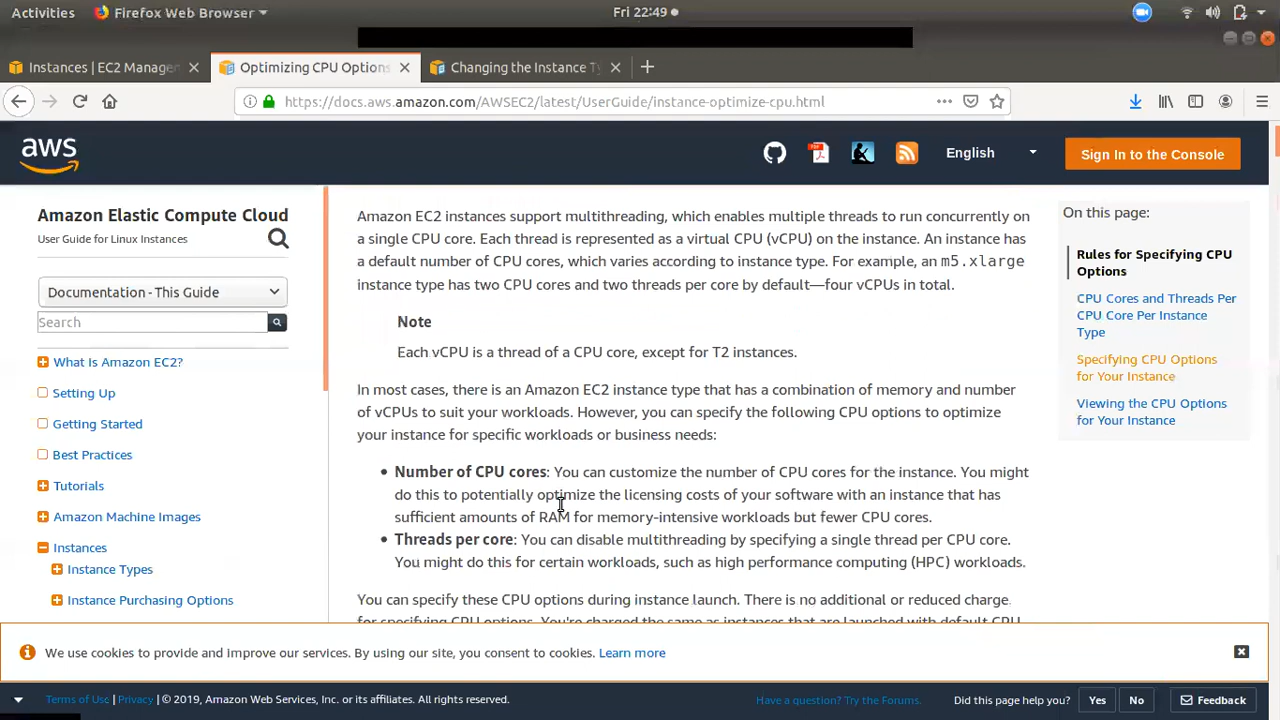 Activities Firefox Web Browser Fri 22:49
Instances | EC2 Manage Optimizing CPU Options Changing the Instance Ty
https://docs.aws.amazon.com/AWSEC2/latest/UserGuide/instance-optimize-cpu.html
aws English Sign In to the Console
Amazon Elastic Compute Cloud
User Guide for Linux Instances
Documentation - This Guide
Search
What Is Amazon EC2?
Setting Up
Getting Started
Best Practices
Tutorials
Amazon Machine Images
Instances
Instance Types
Instance Purchasing Options
Amazon EC2 instances support multithreading, which enables multiple threads to run concurrently on
a single CPU core. Each thread is represented as a virtual CPU (vCPU) on the instance. An instance has
a default number of CPU cores, which varies according to instance type. For example, an m5.xlarge
instance type has two CPU cores and two threads per core by default—four vCPUs in total.
Note
Each vCPU is a thread of a CPU core, except for T2 instances.
In most cases, there is an Amazon EC2 instance type that has a combination of memory and number
of vCPUs to suit your workloads. However, you can specify the following CPU options to optimize
your instance for specific workloads or business needs:
Number of CPU cores: You can customize the number of CPU cores for the instance. You might
do this to potentially optimize the licensing costs of your software with an instance that has
sufficient amounts of RAM for memory-intensive workloads but fewer CPU cores.
Threads per core: You can disable multithreading by specifying a single thread per CPU core.
You might do this for certain workloads, such as high performance computing (HPC) workloads.
You can specify these CPU options during instance launch. There is no additional or reduced charge
for specifying CPU options. You're charged the same as instances that are launched with default CPU
On this page:
Rules for Specifying CPU
Options
CPU Cores and Threads Per
CPU Core Per Instance
Type
Specifying CPU Options
for Your Instance
Viewing the CPU Options
for Your Instance
We use cookies to provide and improve our services. By using our site, you consent to cookies. Learn more
Terms of Use | Privacy | © 2019, Amazon Web Services, Inc. or its affiliates. All rights reserved. Have a question? Try the Forums. Did this page help you? Yes No Feedback